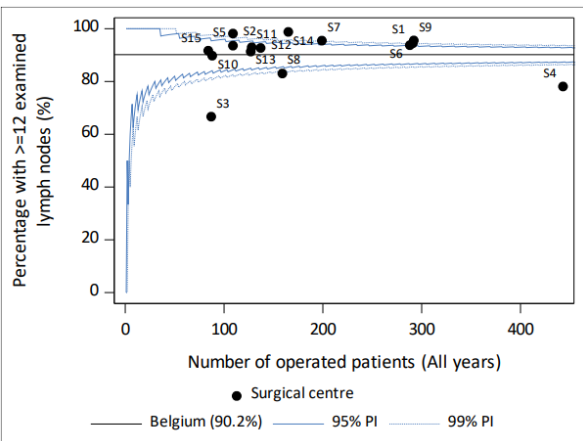 Percentage with >=12 examined
lymph nodes (%)
100
80
60
40
20
0
S15
S5
S2
S11
S14
S7
S1
S9
S12
S6
S10
S13
S8
S4
S3
0
100
200
300
400
Number of operated patients (All years)
Surgical centre
Belgium (90.2%)
95% PI
99% PI